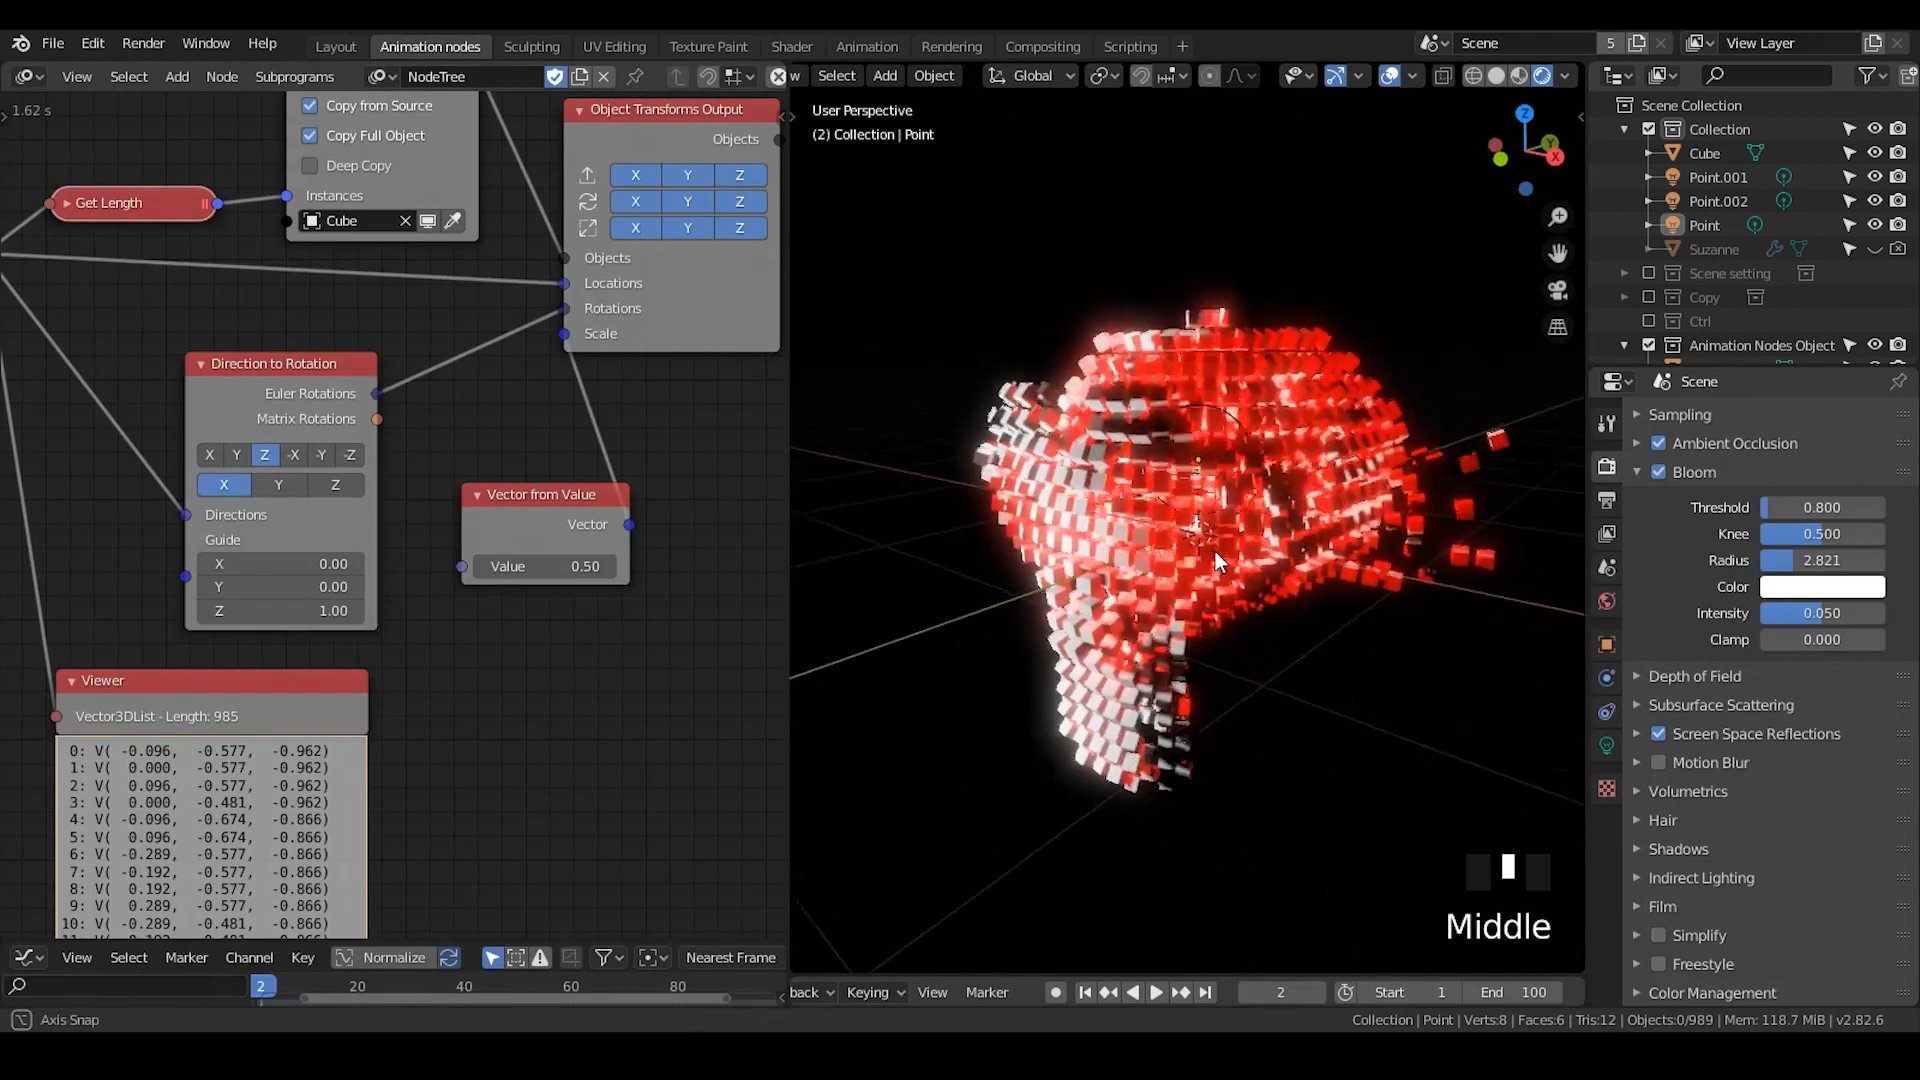 File Edit Render Window Help Layout Animation nodes Sculpting UV Editing Texture Paint Shader Animation Rendering Compositing Scripting Scene 5 View Layer
View Select Add Node Subprograms NodeTree
w Select Add Object Global
1.62 s
Copy from Source
Copy Full Object
Deep Copy
Instances
Cube
Get Length
Object Transforms Output
Objects
X Y Z
X Y Z
X Y Z
Objects
Locations
Rotations
Scale
Direction to Rotation
Euler Rotations
Matrix Rotations
X Y Z -X -Y -Z
X Y Z
Directions
Guide
X 0.00
Y 0.00
Z 1.00
Vector from Value
Vector
Value 0.50
Viewer
Vector3DList - Length: 985
0: V( -0.096, -0.577, -0.962)
1: V( 0.000, -0.577, -0.962)
2: V( 0.096, -0.577, -0.962)
3: V( 0.000, -0.481, -0.962)
4: V( -0.096, -0.674, -0.866)
5: V( 0.096, -0.674, -0.866)
6: V( -0.289, -0.577, -0.866)
7: V( -0.192, -0.577, -0.866)
8: V( 0.192, -0.577, -0.866)
9: V( 0.289, -0.577, -0.866)
10: V( -0.289, -0.481, -0.866)
User Perspective
(2) Collection | Point
Z
Y
X
Middle
Scene Collection
Collection
Cube
Point.001
Point.002
Point
Suzanne
Scene setting
Copy
Ctrl
Animation Nodes Object
Scene
Sampling
Ambient Occlusion
Bloom
Threshold 0.800
Knee 0.500
Radius 2.821
Color
Intensity 0.050
Clamp 0.000
Depth of Field
Subsurface Scattering
Screen Space Reflections
Motion Blur
Volumetrics
Hair
Shadows
Indirect Lighting
Film
Simplify
Freestyle
Color Management
View Select Marker Channel Key Normalize Nearest Frame
2 20 40 60 80
back Keying View Marker 2 Start 1 End 100
Axis Snap
Collection | Point | Verts:8 | Faces:6 | Tris:12 | Objects:0/989 | Mem: 118.7 MiB | v2.82.6